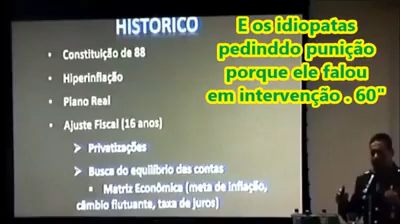 HISTÓRICO
• Constituição de 88
• Hiperinflação
• Plano Real
• Ajuste Fiscal (16 anos)
➤ Privatizações
➤ Busca do equilíbrio das contas
▪ Matriz Econômica (meta de inflação,
câmbio flutuante, taxa de juros)
E os idiopatas
pedinddo punição
porque ele falou
em intervenção . 60"